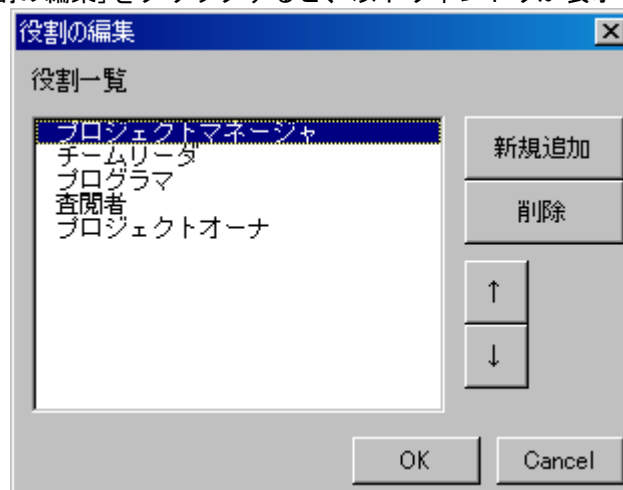 役割の編集
役割一覧
プロジェクトマネージャ
チームリーダ
プログラマ
査閲者
プロジェクトオーナ
新規追加
削除
↑
↓
OK
Cancel